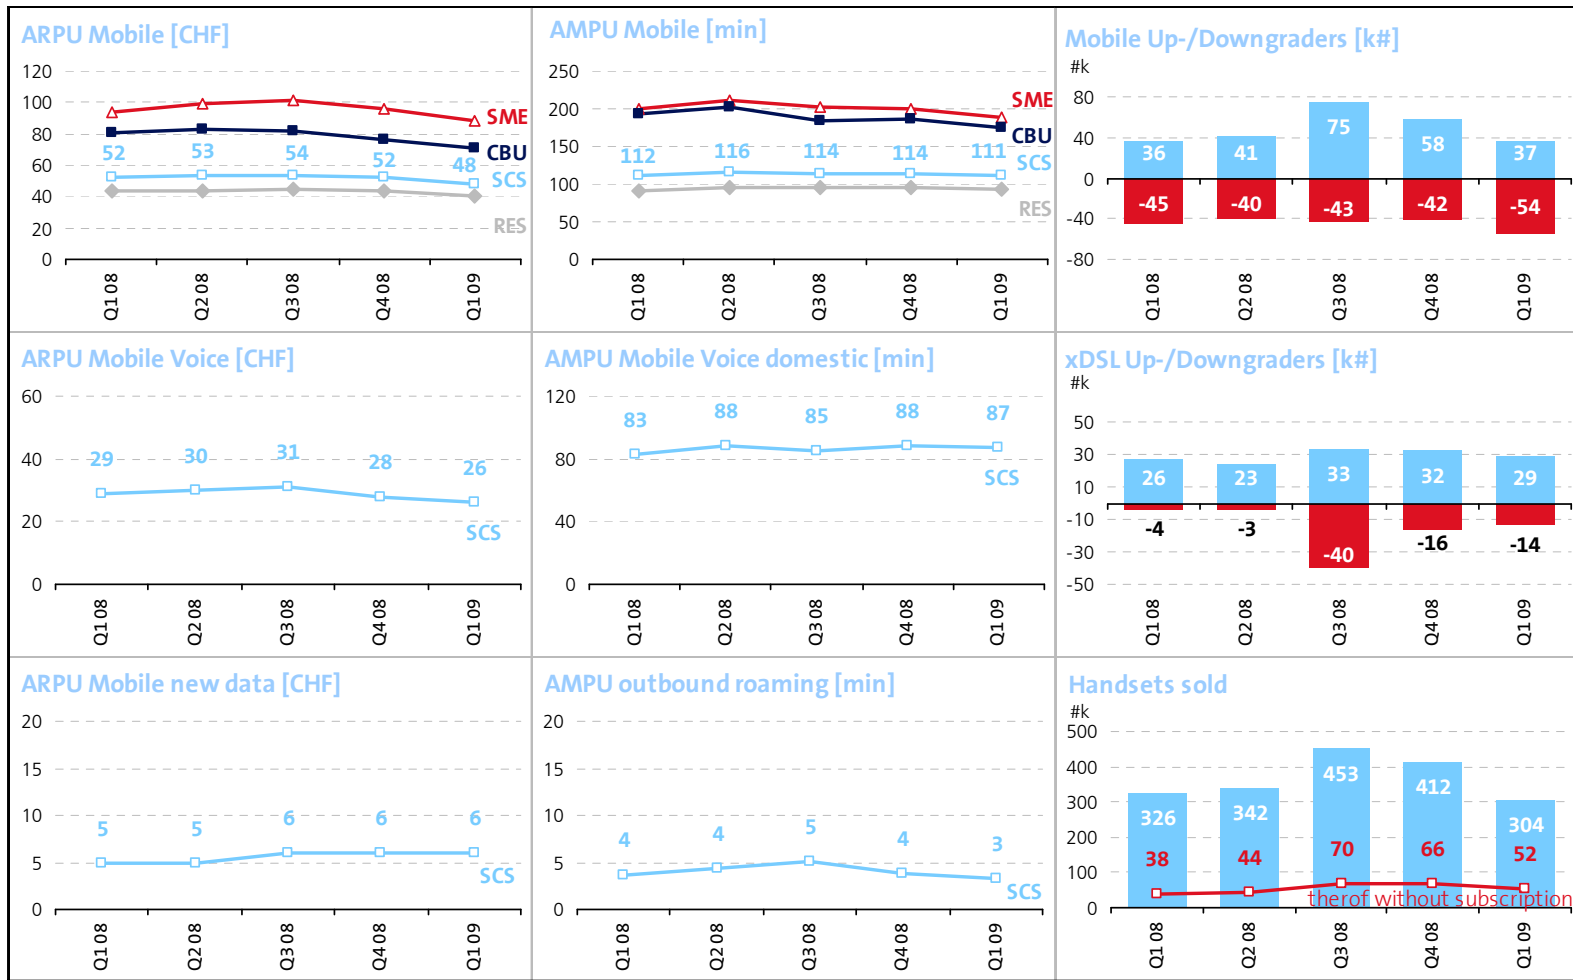 ARPU Mobile [CHF]
120
100
80
60
40
20
0
52
53
54
52
48
SME
CBU
SCS
RES
Q1 08
Q2 08
Q3 08
Q4 08
Q1 09
AMPU Mobile [min]
250
200
150
100
50
0
112
116
114
114
111
SME
CBU
SCS
RES
Q1 08
Q2 08
Q3 08
Q4 08
Q1 09
Mobile Up-/Downgraders [k#]
#k
80
40
0
-40
-80
36
41
75
58
37
-45
-40
-43
-42
-54
Q1 08
Q2 08
Q3 08
Q4 08
Q1 09
ARPU Mobile Voice [CHF]
60
40
20
0
29
30
31
28
26
SCS
Q1 08
Q2 08
Q3 08
Q4 08
Q1 09
AMPU Mobile Voice domestic [min]
120
80
40
0
83
88
85
88
87
SCS
Q1 08
Q2 08
Q3 08
Q4 08
Q1 09
xDSL Up-/Downgraders [k#]
#k
50
30
10
-10
-30
-50
26
23
33
32
29
-4
-3
-40
-16
-14
Q1 08
Q2 08
Q3 08
Q4 08
Q1 09
ARPU Mobile new data [CHF]
20
15
10
5
0
5
5
6
6
6
SCS
Q1 08
Q2 08
Q3 08
Q4 08
Q1 09
AMPU outbound roaming [min]
20
15
10
5
0
4
4
5
4
3
SCS
Q1 08
Q2 08
Q3 08
Q4 08
Q1 09
Handsets sold
#k
500
400
300
200
100
0
326
342
453
412
304
38
44
70
66
52
therof without subscription
Q1 08
Q2 08
Q3 08
Q4 08
Q1 09